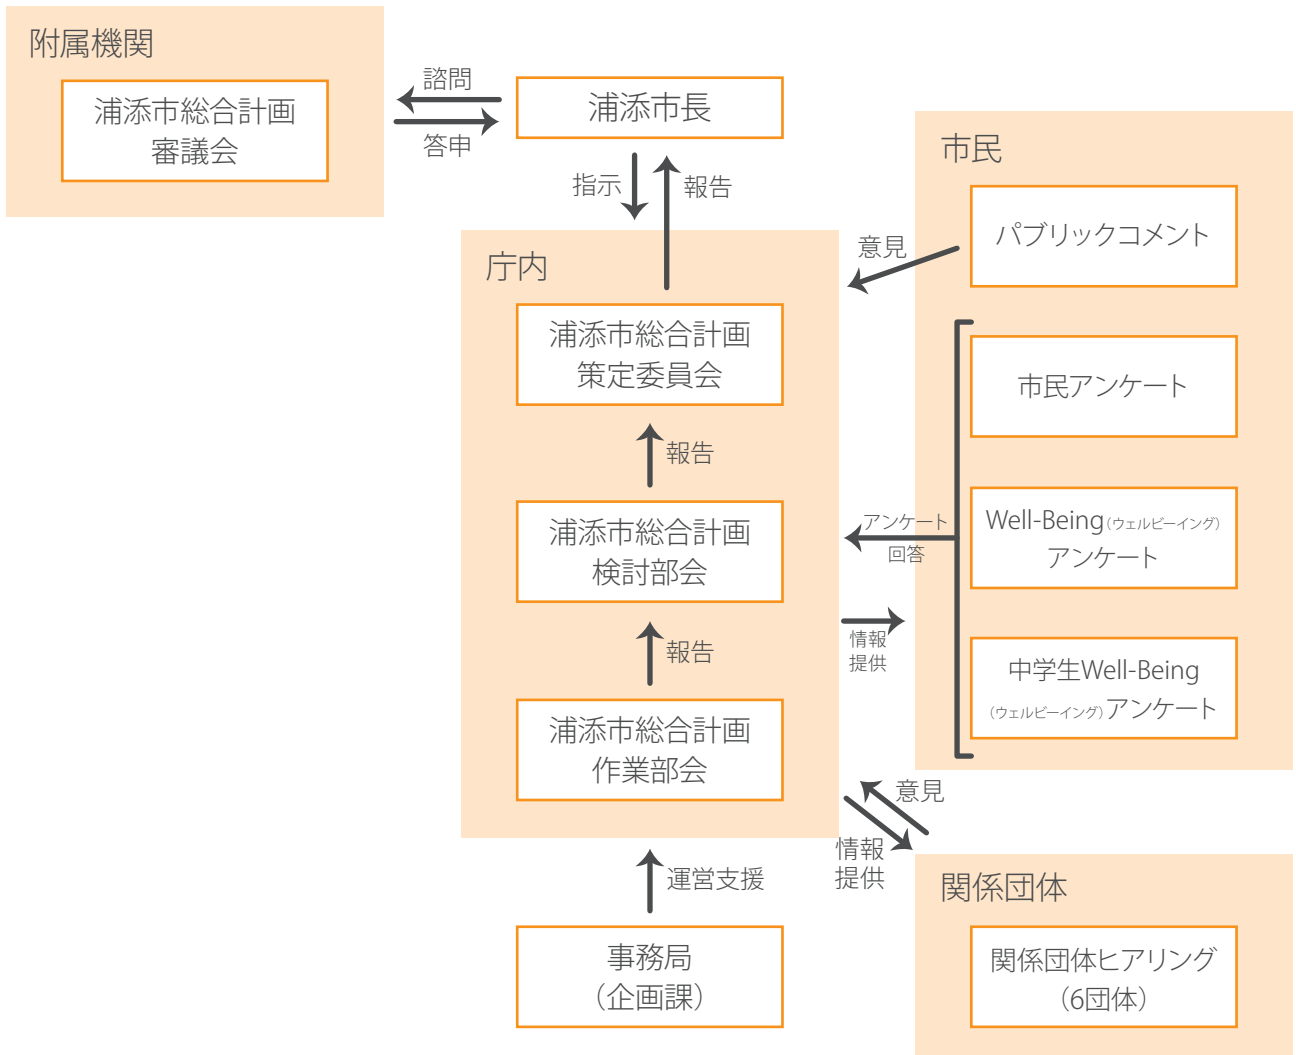 附属機関
浦添市総合計画
審議会
諮問
答申
浦添市長
指示
報告
庁内
浦添市総合計画
策定委員会
報告
浦添市総合計画
検討部会
報告
浦添市総合計画
作業部会
運営支援
事務局
（企画課）
市民
パブリックコメント
意見
市民アンケート
Well-Being（ウェルビーイング）
アンケート
中学生Well-Being
（ウェルビーイング）アンケート
アンケート
回答
情報
提供
意見
情報
提供
関係団体
関係団体ヒアリング
（6団体）